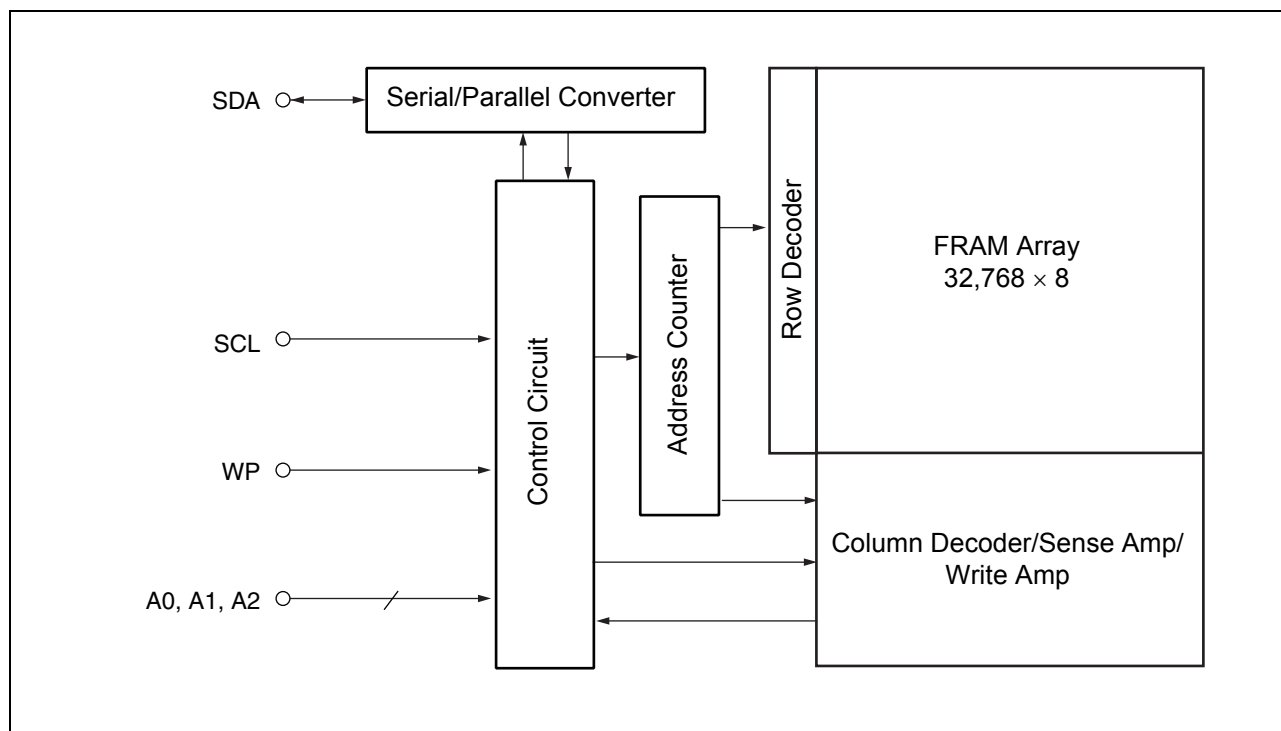 SDA
Serial/Parallel Converter
SCL
WP
A0, A1, A2
Control Circuit
Address Counter
Row Decoder
FRAM Array
32,768 × 8
Column Decoder/Sense Amp/
Write Amp